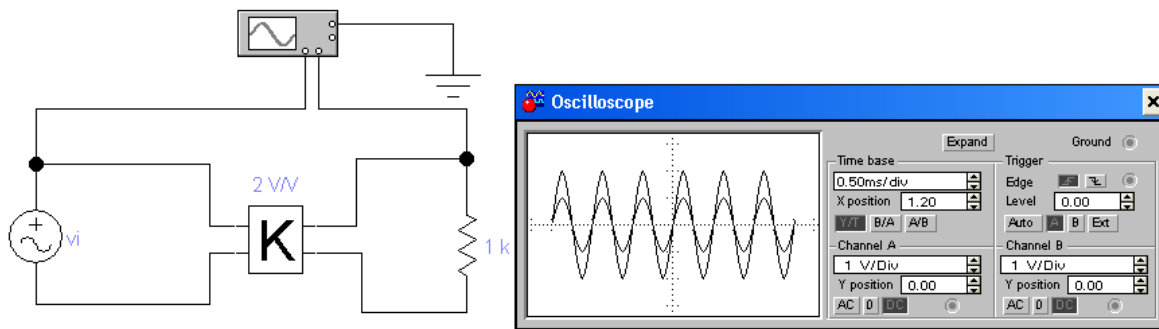 2 V/V
K
vi
1 k
Oscilloscope
Expand
Ground
Time base
0.50ms/div
X position 1.20
Y/T B/A A/B
Trigger
Edge
Level 0.00
Auto A B Ext
Channel A
1 V/Div
Y position 0.00
AC 0 DC
Channel B
1 V/Div
Y position 0.00
AC 0 DC